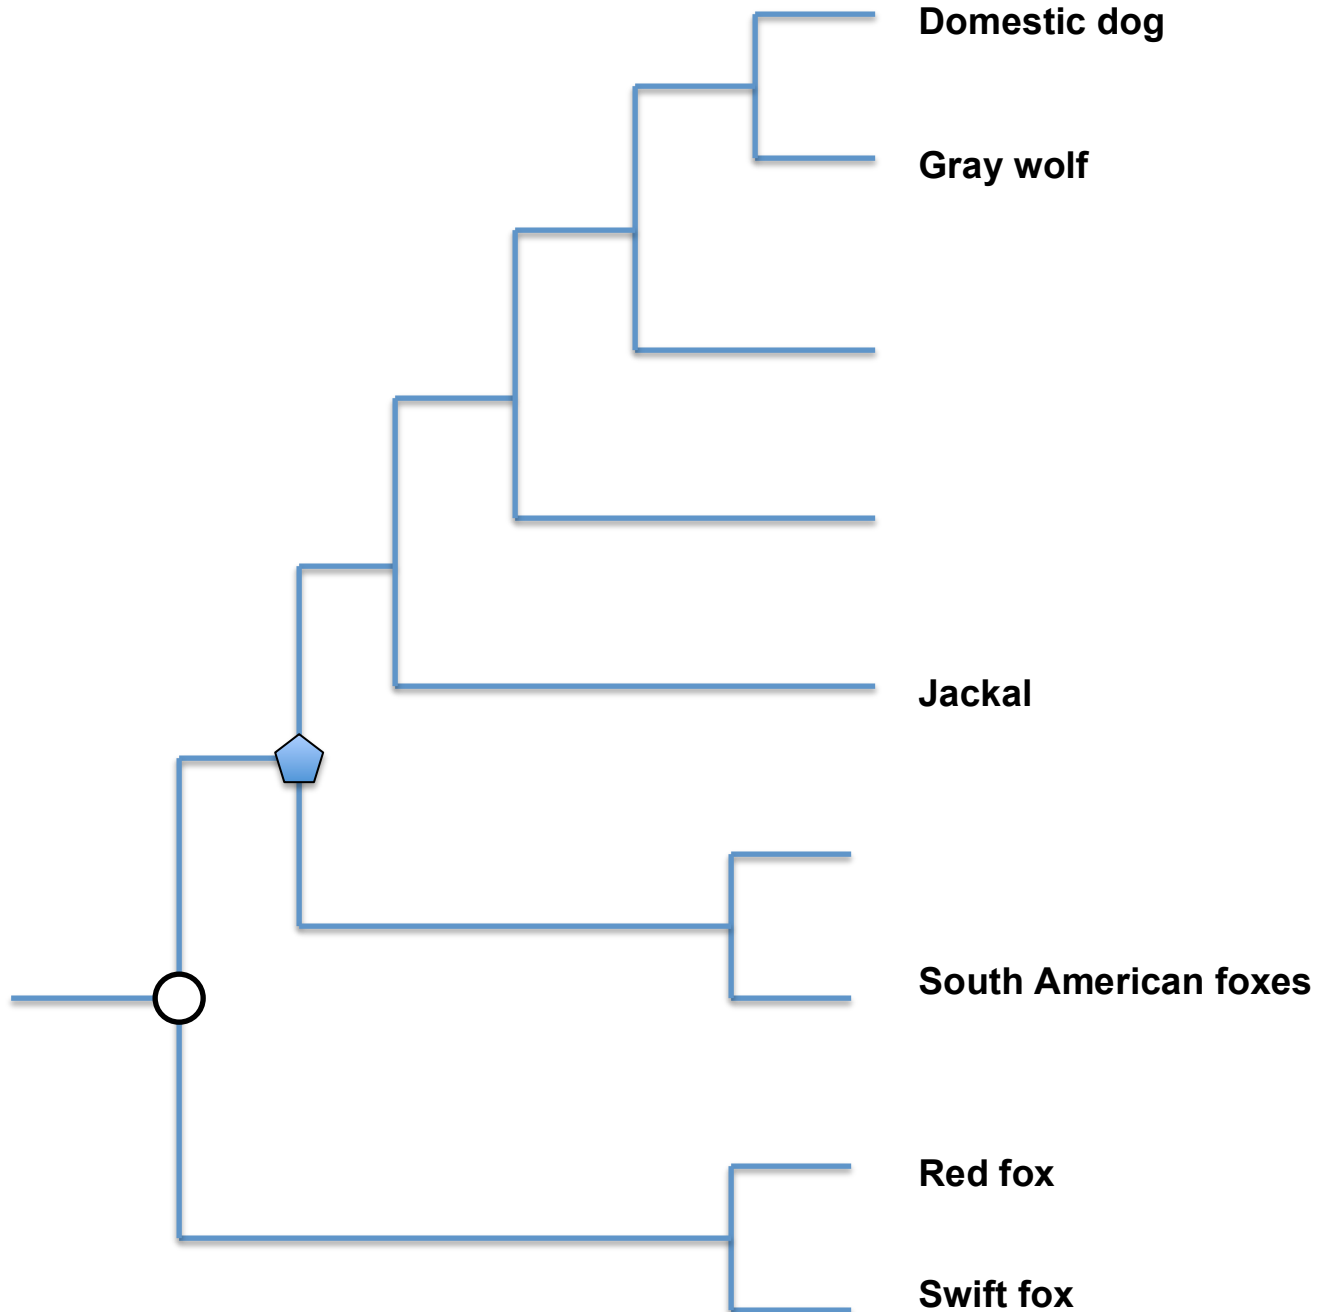 Domestic dog
Gray wolf
Jackal
South American foxes
Red fox
Swift fox